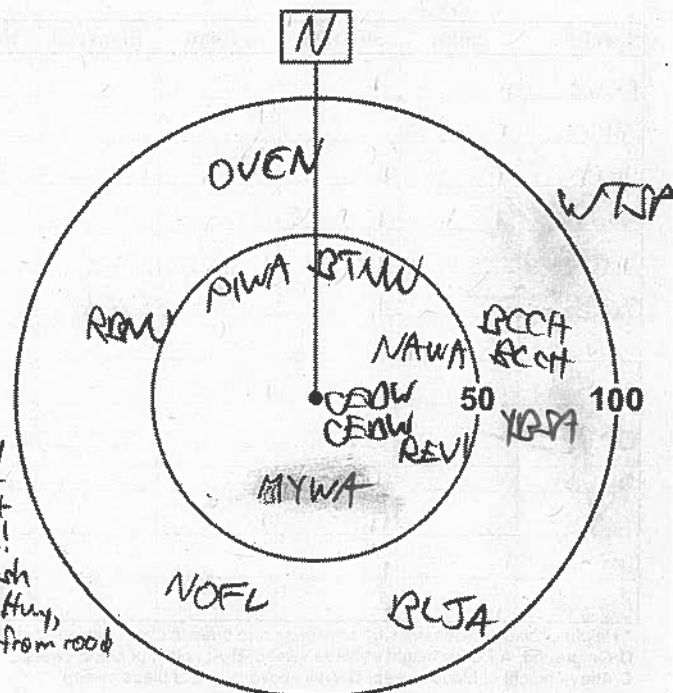 N
OVEN
WTSP
PIWA BTNW
RBNU
BCCH
NAWA BCCH
CEDW 50 100
CEDW YBSA
REVI
MYWA
NOFL
BLJA
from road